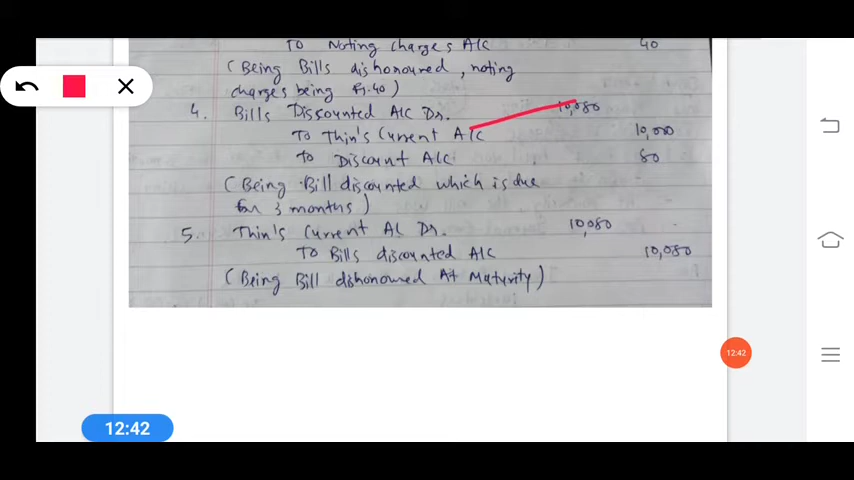 To Noting charges A/C 40
( Being Bills dishonoured , noting
charges being ₹.40 )
4. Bills Discounted A/C Dr. 10,080
To Thin's Current A/C 10,000
To Discount A/C 80
( Being Bill discounted which is due
for 3 months )
5. Thin's Current A/C Dr. 10,080
To Bills discounted A/C 10,080
( Being Bill dishonoured At Maturity )
12:42
12:42